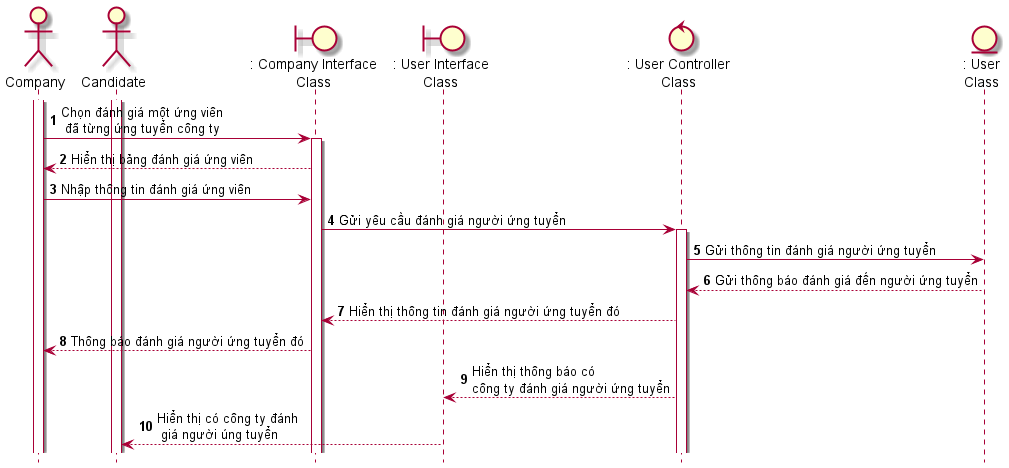 Company
Candidate
: Company Interface
Class
: User Interface
Class
: User Controller
Class
: User
Class
1 Chọn đánh giá một ứng viên
đã từng ứng tuyển công ty
2 Hiển thị bảng đánh giá ứng viên
3 Nhập thông tin đánh giá ứng viên
4 Gửi yêu cầu đánh giá người ứng tuyển
5 Gửi thông tin đánh giá người ứng tuyển
6 Gửi thông báo đánh giá đến người ứng tuyển
7 Hiển thị thông tin đánh giá người ứng tuyển đó
8 Thông báo đánh giá người ứng tuyển đó
9 Hiển thị thông báo có
công ty đánh giá người ứng tuyển
10 Hiển thị có công ty đánh
giá người úng tuyển